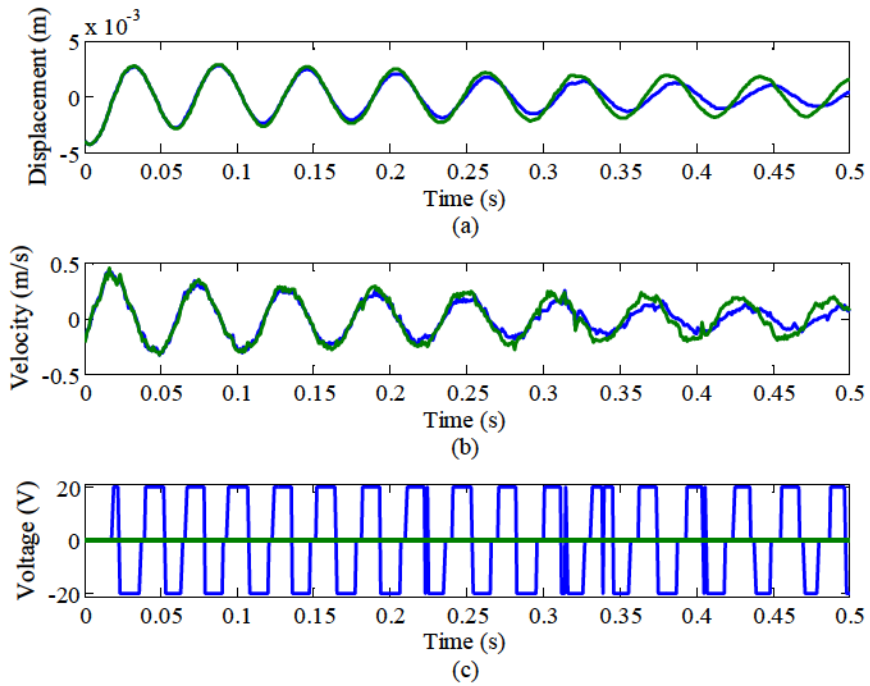 x 10⁻³
Displacement (m)
5
0
-5
0 0.05 0.1 0.15 0.2 0.25 0.3 0.35 0.4 0.45 0.5
Time (s)
(a)
Velocity (m/s)
0.5
0
-0.5
0 0.05 0.1 0.15 0.2 0.25 0.3 0.35 0.4 0.45 0.5
Time (s)
(b)
Voltage (V)
20
0
-20
0 0.05 0.1 0.15 0.2 0.25 0.3 0.35 0.4 0.45 0.5
Time (s)
(c)